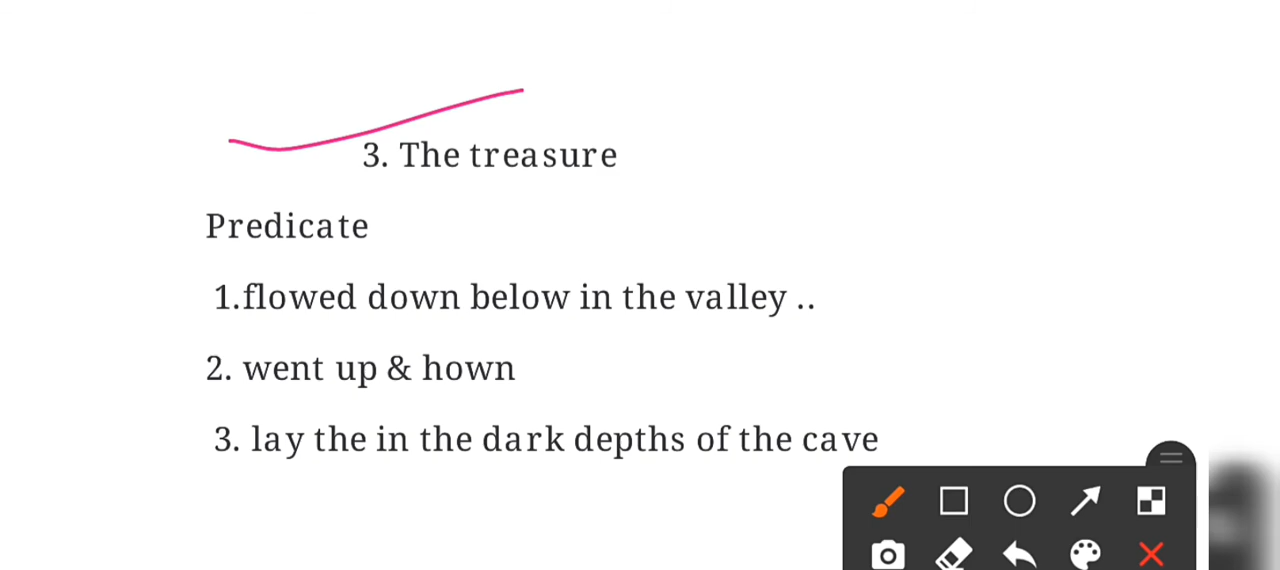 3. The treasure
Predicate
1.flowed down below in the valley ..
2. went up & hown
3. lay the in the dark depths of the cave